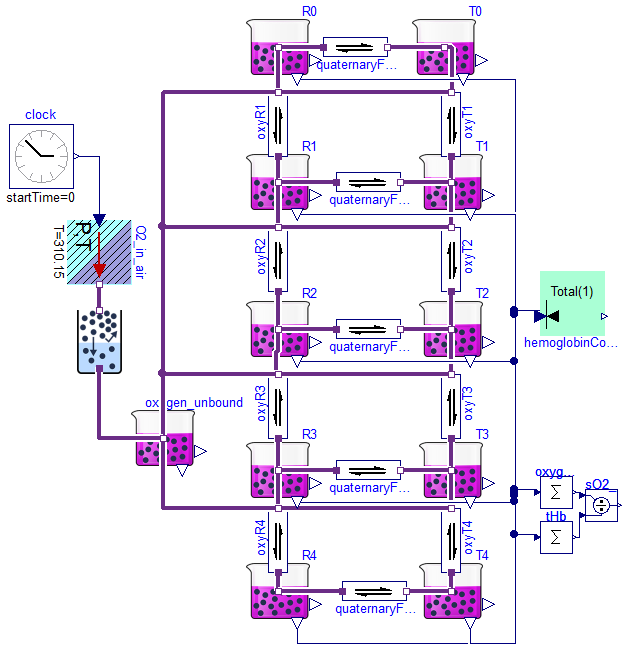 R0
T0
quaternaryF...
clock
startTime=0
oxyR1
oxyT1
R1
T1
quaternaryF...
P,T
O2_in_air
T=310.15
oxyR2
oxyT2
R2
T2
quaternaryF...
Total(1)
hemoglobinCo...
oxyR3
oxyT3
oxygen_unbound
R3
T3
quaternaryF...
oxyg...
Σ
sO2_
tHb
Σ
oxyR4
oxyT4
R4
T4
quaternaryF...